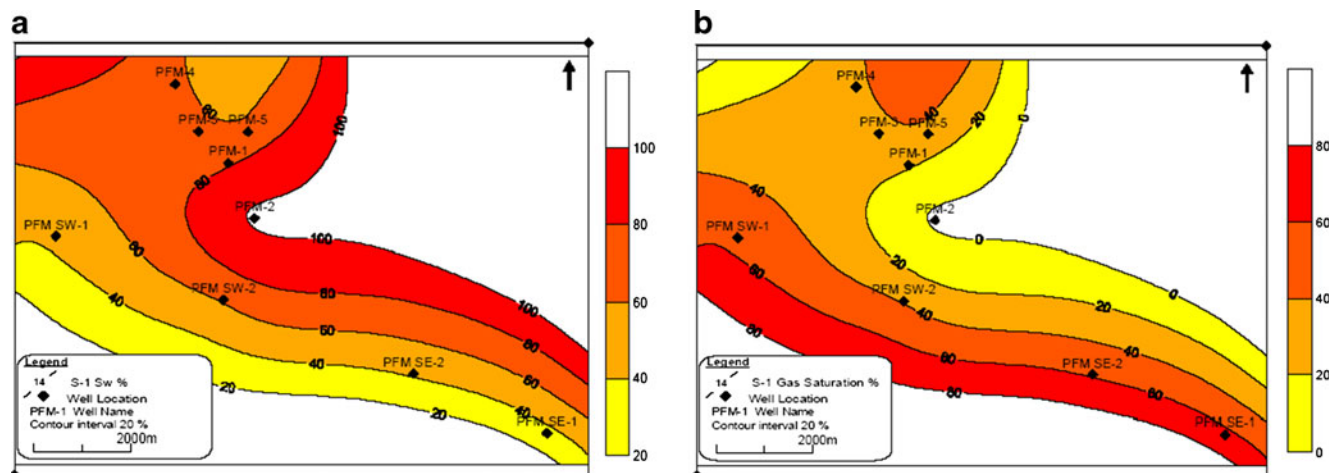 a
PFM-4
60
PFM-3 PFM-5
100
PFM-1
80
PFM-2
PFM SW-1
60
100
40
PFM SW-2
80
60
100
80
40
PFM SE-2
60
20
20
40
PFM SE-1
Legend
14 S-1 Sw %
Well Location
PFM-1 Well Name
Contour interval 20 %
2000m
100
80
60
40
20
b
PFM-4
40
20
0
PFM-3 PFM-5
PFM-1
40
PFM-2
PFM SW-1
0
20
60
PFM SW-2
40
20
0
80
60
40
20
PFM SE-2
80
60
PFM SE-1
Legend
14 S-1 Gas Saturation %
Well Location
PFM-1 Well Name
Contour interval 20 %
2000m
80
60
40
20
0